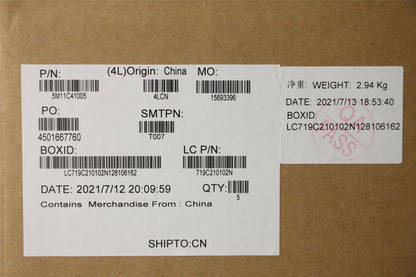 P/N: (4L)Origin: China MO:
5M11C41005 4LCN 15693396
PO: SMTPN:
4501667760 T007
BOXID: LC P/N:
LC719C210102N128106162 719C210102N
DATE: 2021/7/12 20:09:59 QTY:
5
Contains Merchandise From : China
SHIPTO:CN
净重: WEIGHT: 2.94 Kg
DATE: 2021/7/13 18:53:40
BOXID:
LC719C210102N128106162
QA
PASS